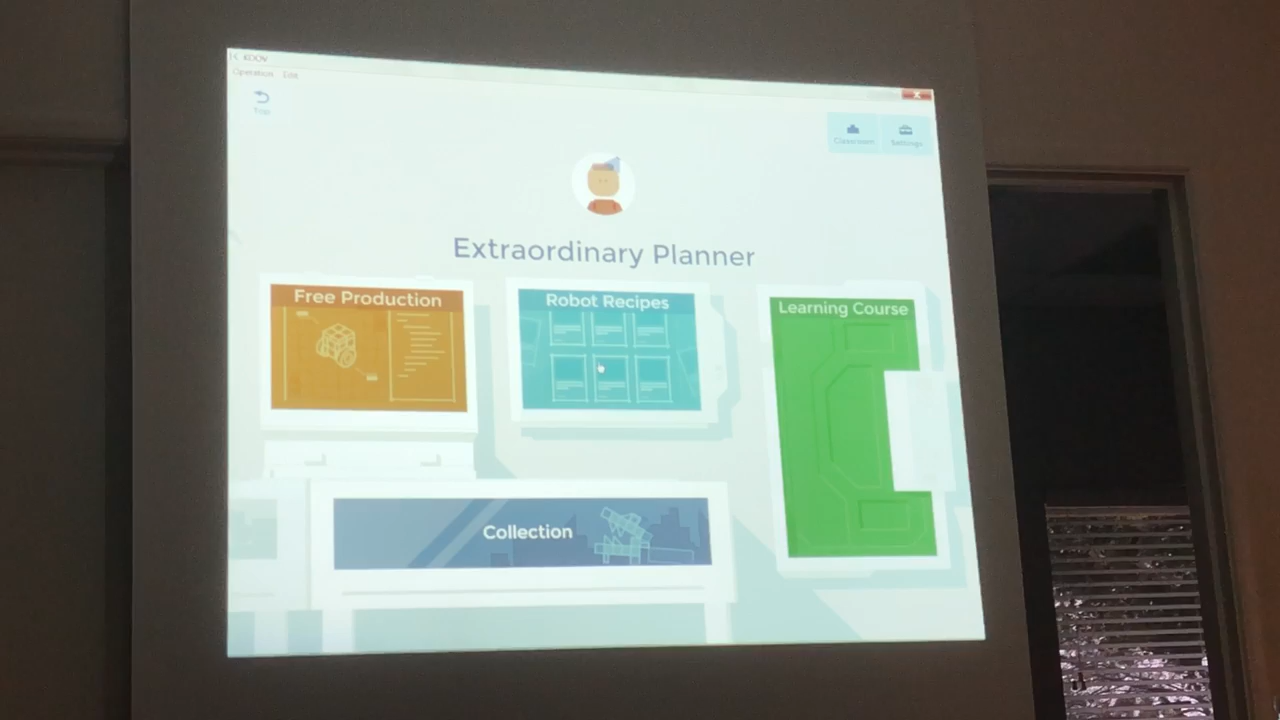 KOOV
Operation Edit
Top
Classroom Settings
Extraordinary Planner
Free Production
Robot Recipes
Learning Course
Collection